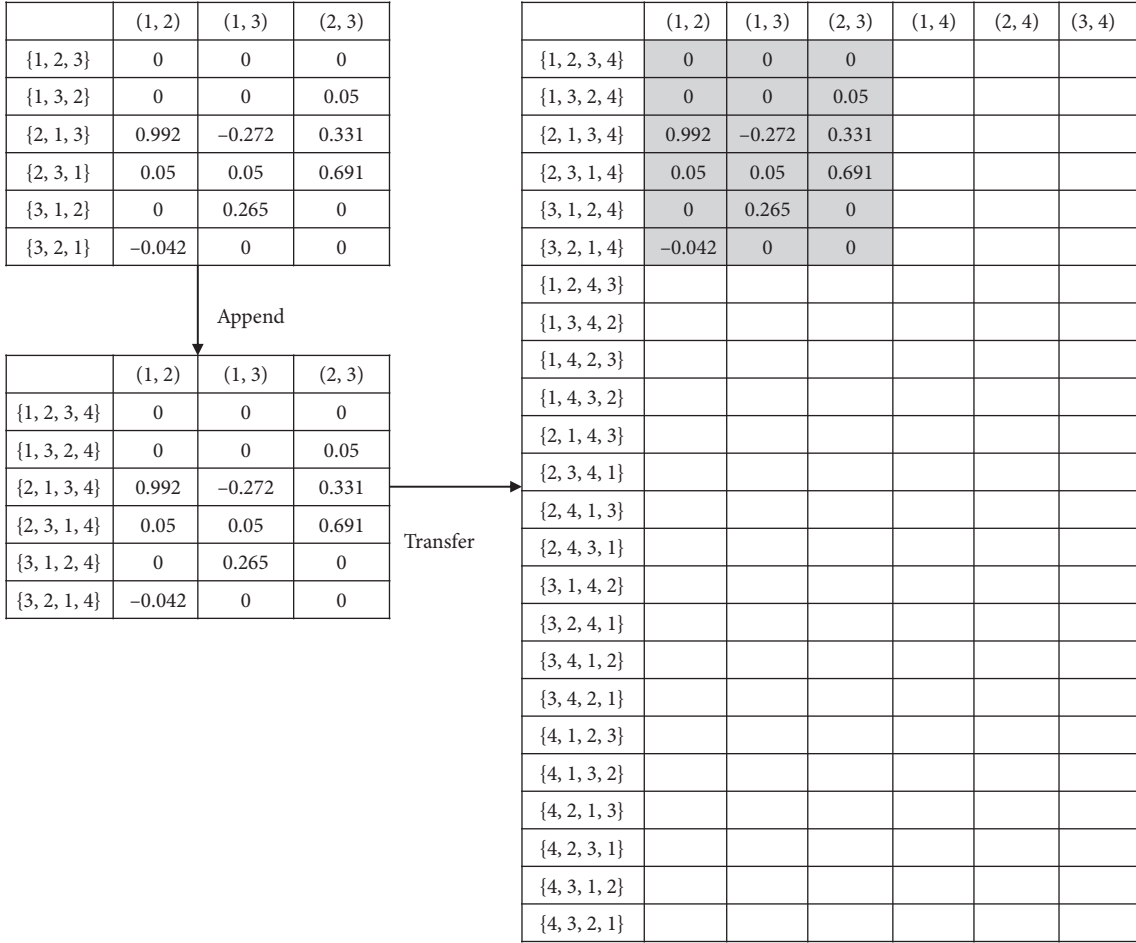 (1, 2) (1, 3) (2, 3)
{1, 2, 3} 0 0 0
{1, 3, 2} 0 0 0.05
{2, 1, 3} 0.992 –0.272 0.331
{2, 3, 1} 0.05 0.05 0.691
{3, 1, 2} 0 0.265 0
{3, 2, 1} –0.042 0 0
Append
(1, 2) (1, 3) (2, 3)
{1, 2, 3, 4} 0 0 0
{1, 3, 2, 4} 0 0 0.05
{2, 1, 3, 4} 0.992 –0.272 0.331
{2, 3, 1, 4} 0.05 0.05 0.691
{3, 1, 2, 4} 0 0.265 0
{3, 2, 1, 4} –0.042 0 0
Transfer
(1, 2) (1, 3) (2, 3) (1, 4) (2, 4) (3, 4)
{1, 2, 3, 4} 0 0 0
{1, 3, 2, 4} 0 0 0.05
{2, 1, 3, 4} 0.992 –0.272 0.331
{2, 3, 1, 4} 0.05 0.05 0.691
{3, 1, 2, 4} 0 0.265 0
{3, 2, 1, 4} –0.042 0 0
{1, 2, 4, 3}
{1, 3, 4, 2}
{1, 4, 2, 3}
{1, 4, 3, 2}
{2, 1, 4, 3}
{2, 3, 4, 1}
{2, 4, 1, 3}
{2, 4, 3, 1}
{3, 1, 4, 2}
{3, 2, 4, 1}
{3, 4, 1, 2}
{3, 4, 2, 1}
{4, 1, 2, 3}
{4, 1, 3, 2}
{4, 2, 1, 3}
{4, 2, 3, 1}
{4, 3, 1, 2}
{4, 3, 2, 1}